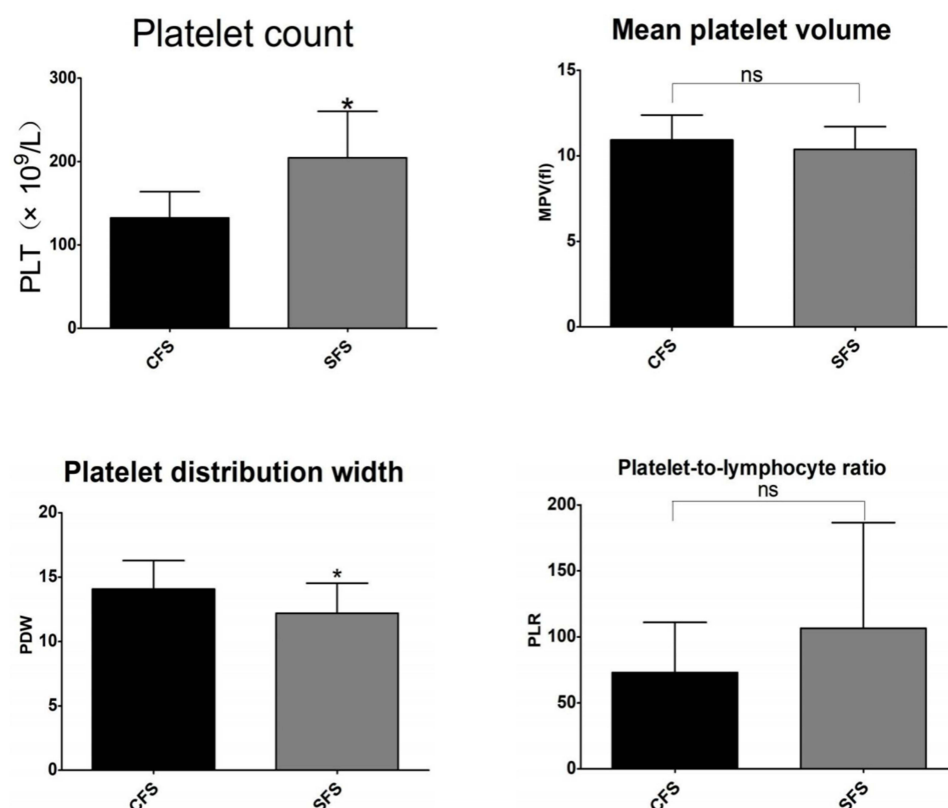 Platelet count
PLT (× 10⁹/L)
300
200
100
0
*
CFS
SFS
Mean platelet volume
MPV(fl)
15
10
5
0
ns
CFS
SFS
Platelet distribution width
PDW
20
15
10
5
0
*
CFS
SFS
Platelet-to-lymphocyte ratio
PLR
200
150
100
50
0
ns
CFS
SFS